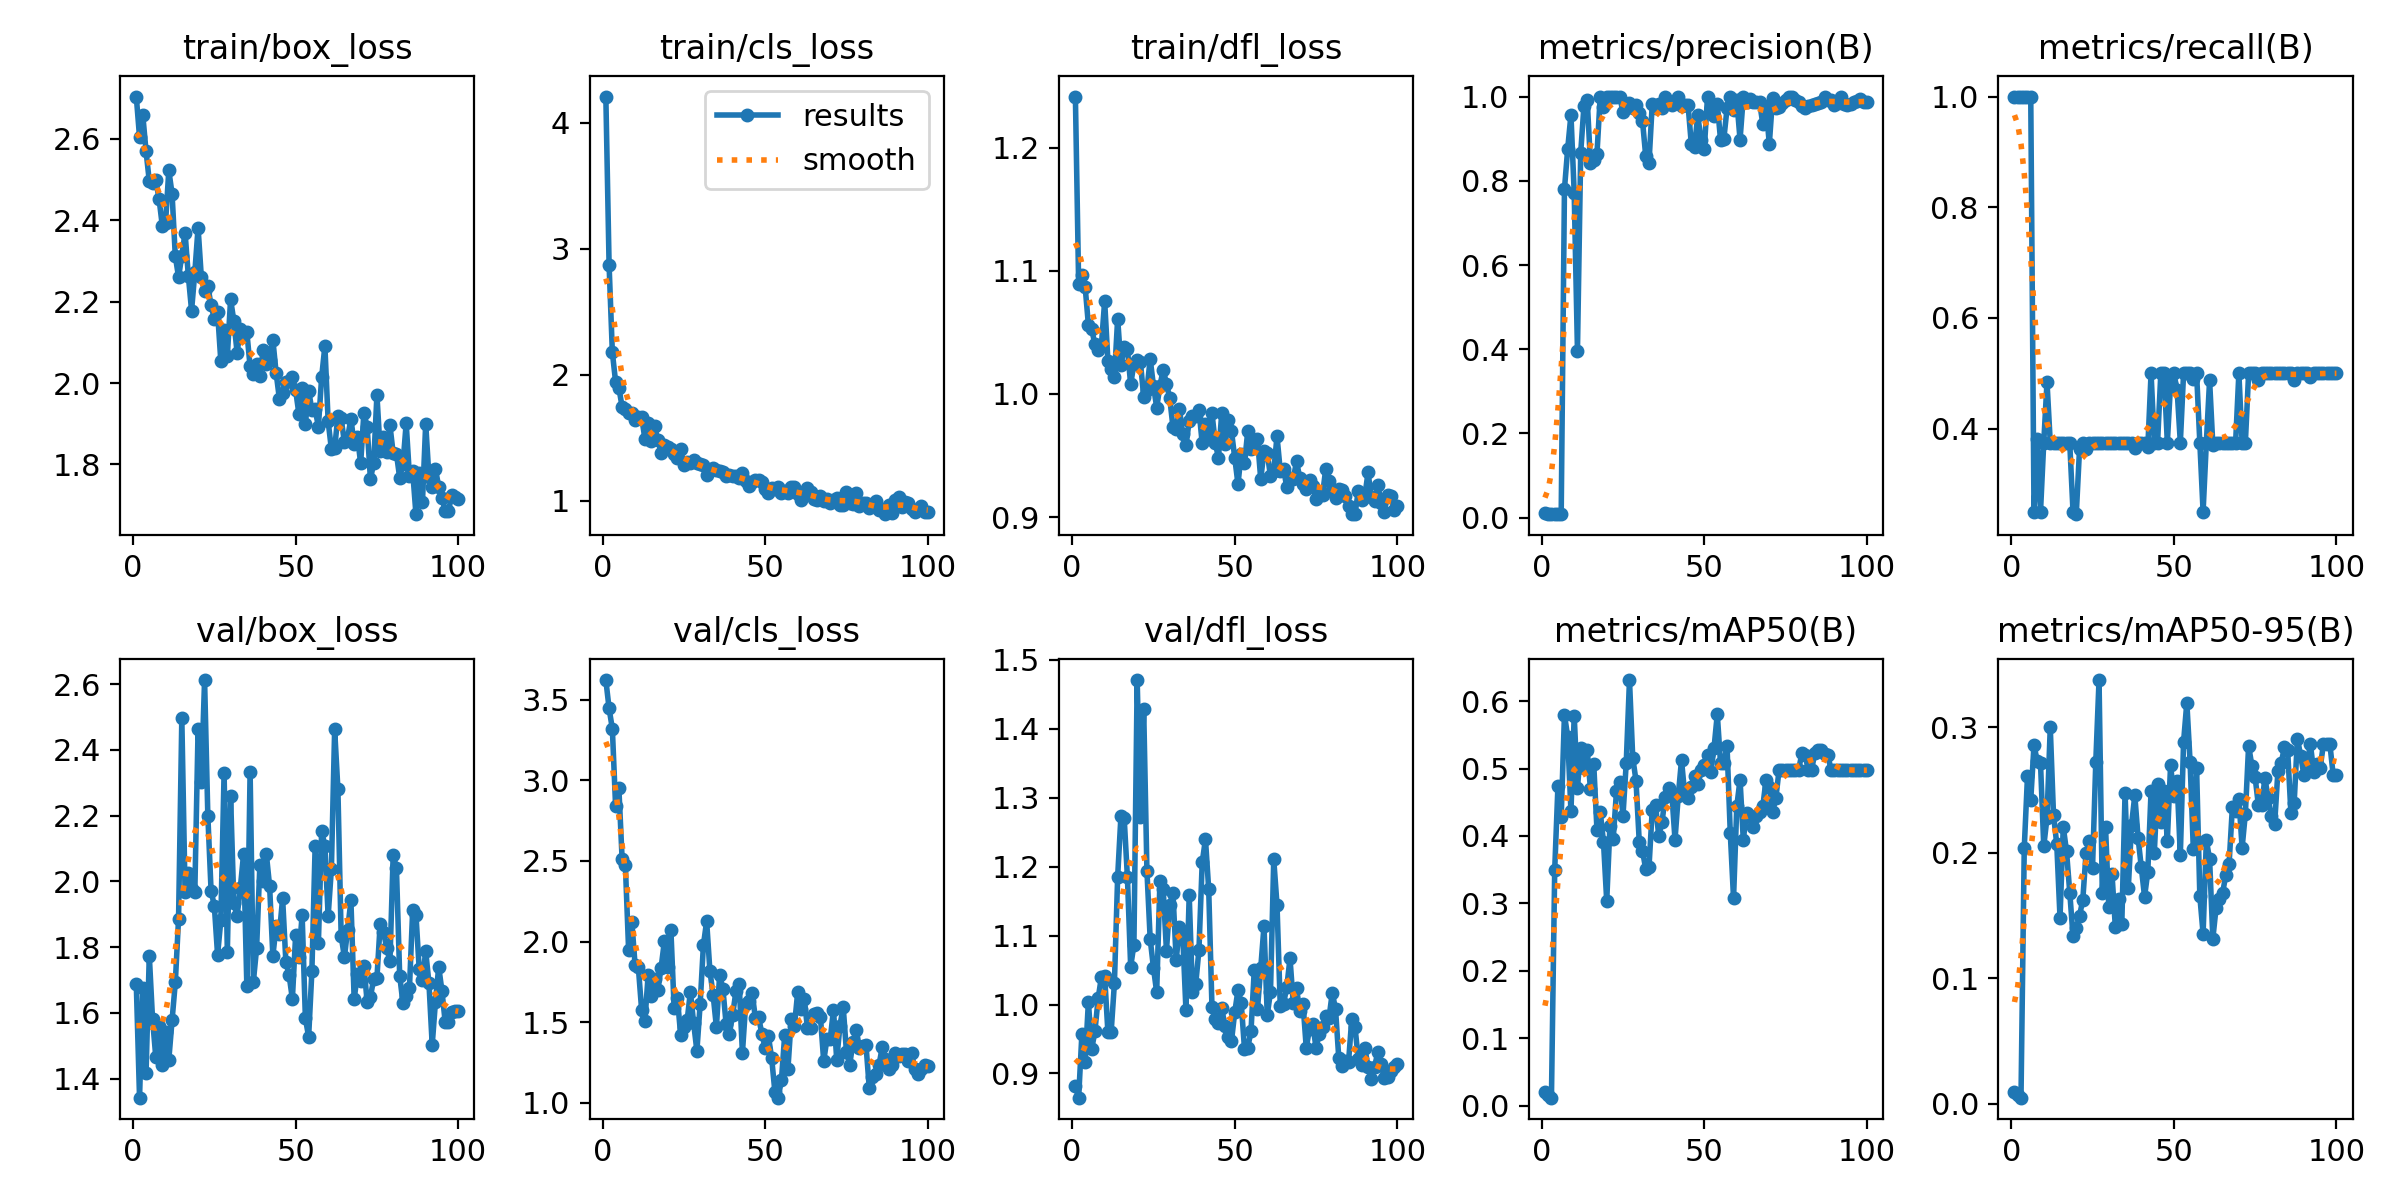 train/box_loss
2.6
2.4
2.2
2.0
1.8
0 50 100
train/cls_loss
results
smooth
4
3
2
1
0 50 100
train/dfl_loss
1.2
1.1
1.0
0.9
0 50 100
metrics/precision(B)
1.0
0.8
0.6
0.4
0.2
0.0
0 50 100
metrics/recall(B)
1.0
0.8
0.6
0.4
0 50 100
val/box_loss
2.6
2.4
2.2
2.0
1.8
1.6
1.4
0 50 100
val/cls_loss
3.5
3.0
2.5
2.0
1.5
1.0
0 50 100
val/dfl_loss
1.5
1.4
1.3
1.2
1.1
1.0
0.9
0 50 100
metrics/mAP50(B)
0.6
0.5
0.4
0.3
0.2
0.1
0.0
0 50 100
metrics/mAP50-95(B)
0.3
0.2
0.1
0.0
0 50 100